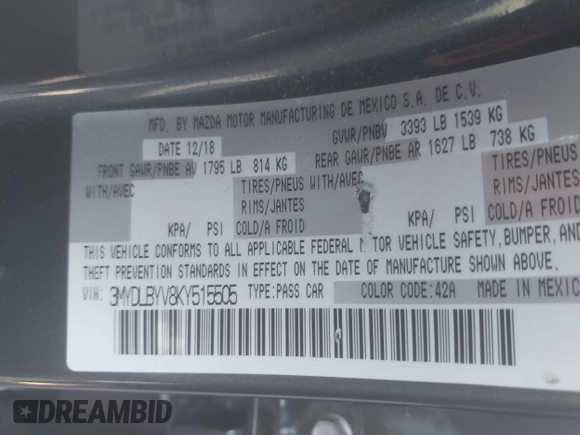 MFD. BY MAZDA MOTOR MANUFACTURING DE MEXICO S.A. DE C.V.
DATE 12/18 GVWR/PNBV 3393 LB 1539 KG
FRONT GAWR/PNBE AV 1795 LB 814 KG REAR GAWR/PNBE AR 1627 LB 738 KG
WITH/AVEC TIRES/PNEUS WITH/AVEC TIRES/PNEUS
RIMS/JANTES RIMS/JANTES
KPA/ PSI COLD/A FROID KPA/ PSI COLD/A FROID
THIS VEHICLE CONFORMS TO ALL APPLICABLE FEDERAL M TOR VEHICLE SAFETY, BUMPER, AND
THEFT PREVENTION STANDARDS IN EFFECT ON THE DATE OF MANUFACTURE SHOWN ABOVE.
VIN: 3MYDLBYV8KY515505 TYPE:PASS CAR COLOR CODE:42A MADE IN MEXIC
DREAMBID